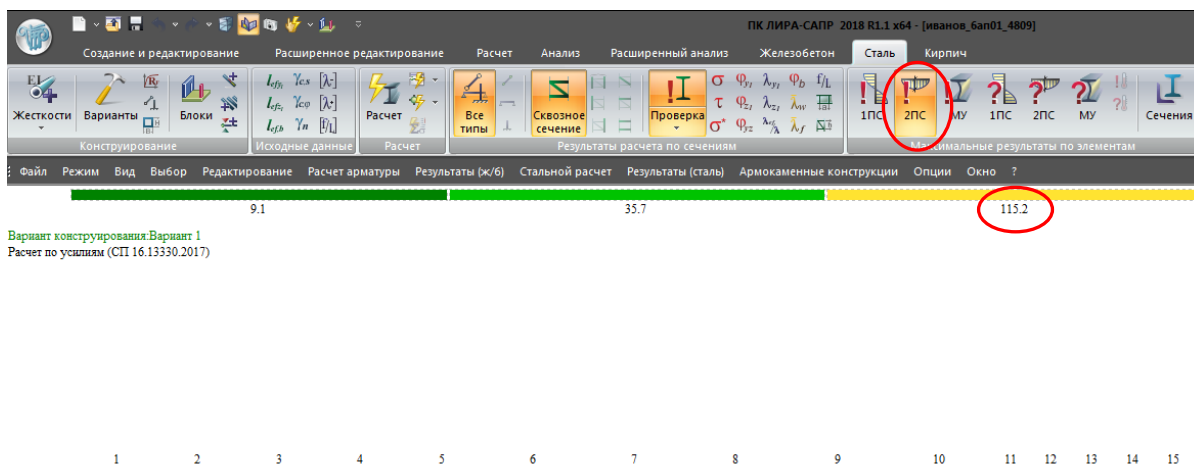 ПК ЛИРА-САПР 2018 R1.1 x64 - [иванов_6ап01_4809]
Создание и редактирование Расширенное редактирование Расчет Анализ Расширенный анализ Железобетон Сталь Кирпич
Жесткости Варианты Блоки Расчет Все типы Сквозное сечение Проверка 1ПС 2ПС МУ 1ПС 2ПС МУ Сечения
Конструирование Исходные данные Расчет Результаты расчета по сечениям Максимальные результаты по элементам
Файл Режим Вид Выбор Редактирование Расчет арматуры Результаты (ж/б) Стальной расчет Результаты (сталь) Армокаменные конструкции Опции Окно ?
9.1 35.7 115.2
Вариант конструирования:Вариант 1
Расчет по усилиям (СП 16.13330.2017)
1 2 3 4 5 6 7 8 9 10 11 12 13 14 15